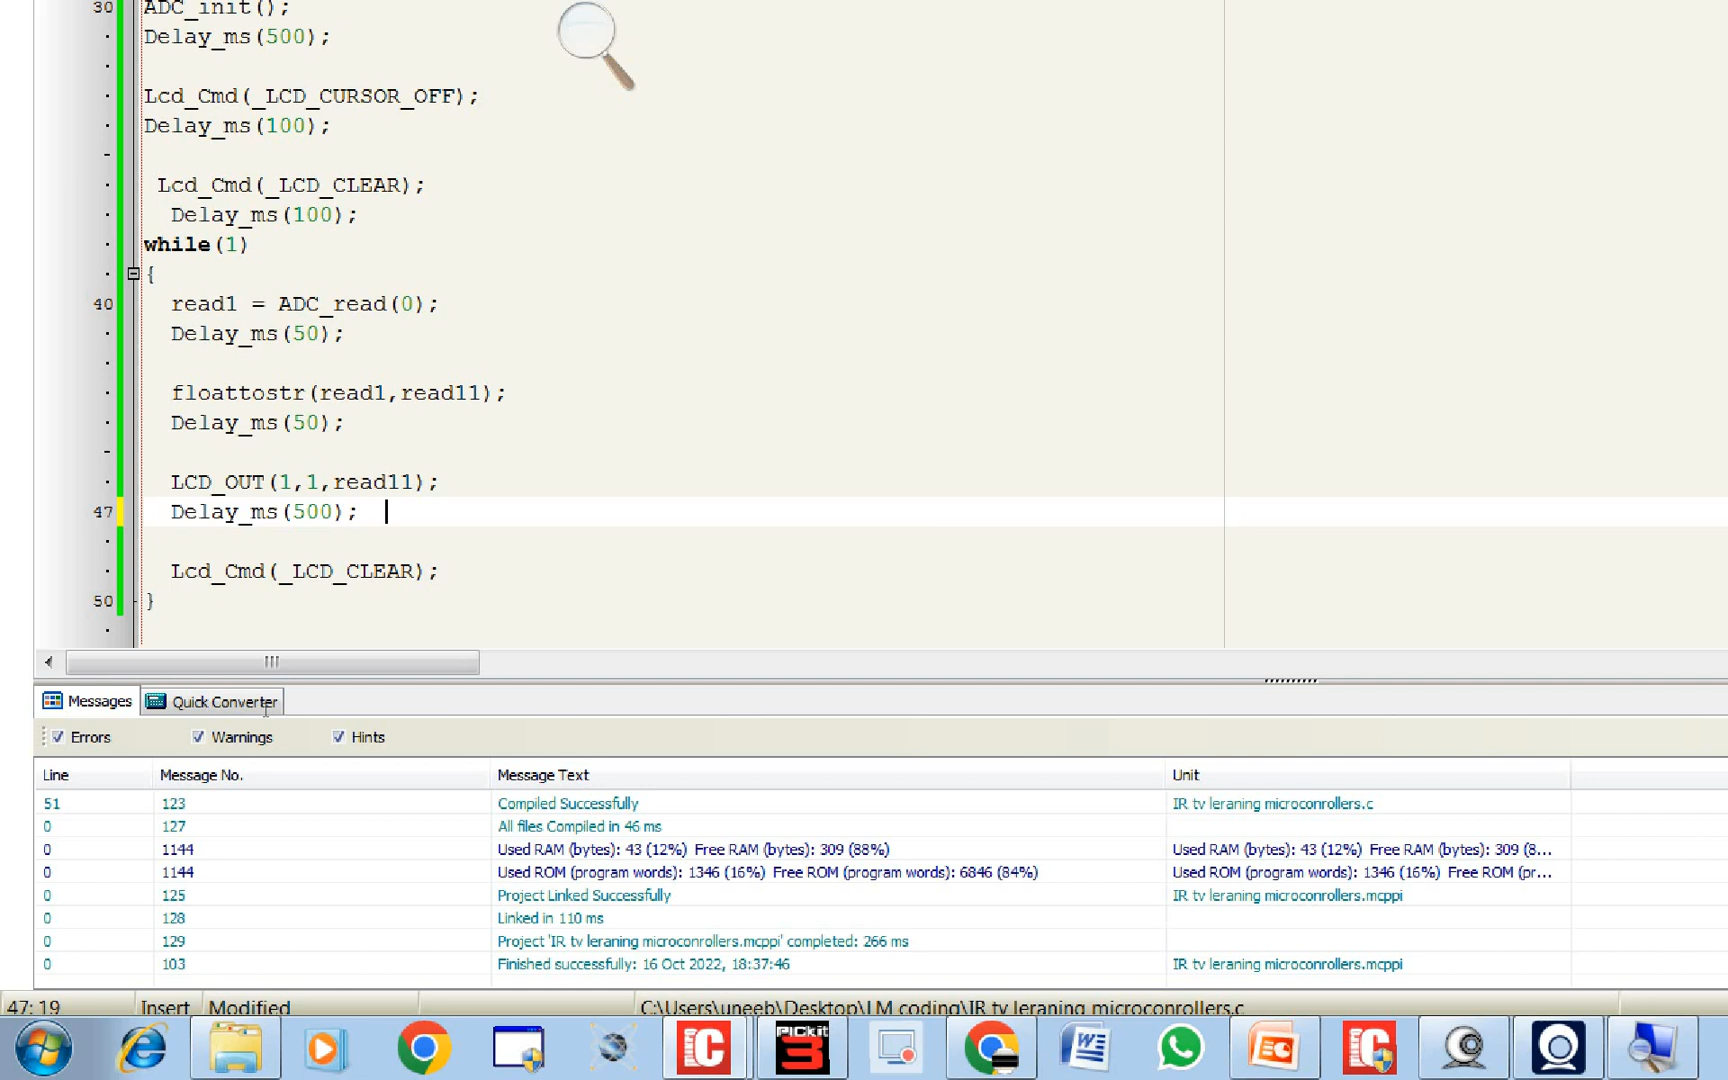 30 ADC_init();
Delay_ms(500);
Lcd_Cmd(_LCD_CURSOR_OFF);
Delay_ms(100);
Lcd_Cmd(_LCD_CLEAR);
Delay_ms(100);
while(1)
{
40 read1 = ADC_read(0);
Delay_ms(50);
floattostr(read1,read11);
Delay_ms(50);
LCD_OUT(1,1,read11);
47 Delay_ms(500);
Lcd_Cmd(_LCD_CLEAR);
50 }
Messages Quick Converter
Errors Warnings Hints
Line Message No. Message Text Unit
51 123 Compiled Successfully IR tv leraning microconrollers.c
0 127 All files Compiled in 46 ms
0 1144 Used RAM (bytes): 43 (12%) Free RAM (bytes): 309 (88%) Used RAM (bytes): 43 (12%) Free RAM (bytes): 309 (8...
0 1144 Used ROM (program words): 1346 (16%) Free ROM (program words): 6846 (84%) Used ROM (program words): 1346 (16%) Free ROM (pr...
0 125 Project Linked Successfully IR tv leraning microconrollers.mcppi
0 128 Linked in 110 ms
0 129 Project 'IR tv leraning microconrollers.mcppi' completed: 266 ms
0 103 Finished successfully: 16 Oct 2022, 18:37:46 IR tv leraning microconrollers.mcppi
47: 19 Insert Modified C:\Users\uneeb\Desktop\I M coding\IR tv leraning microconrollers.c
PICkit
3